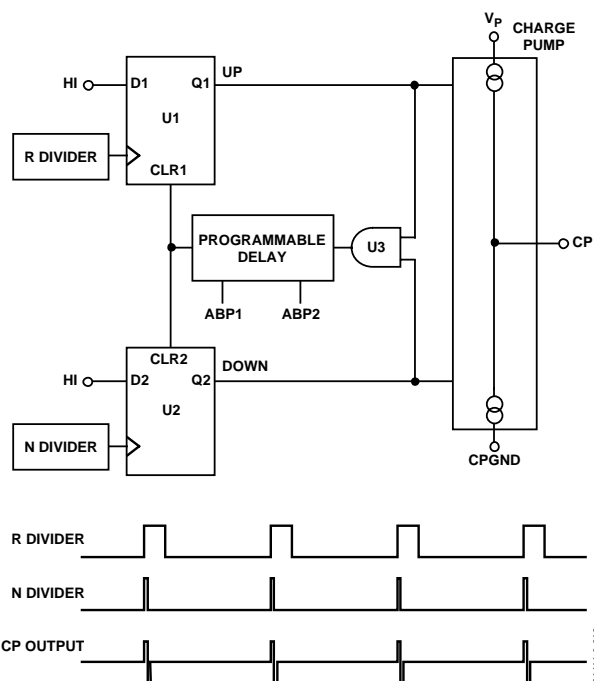 VP
CHARGE
PUMP
HI
D1
Q1
UP
U1
R DIVIDER
CLR1
PROGRAMMABLE
DELAY
U3
CP
ABP1
ABP2
CLR2
DOWN
HI
D2
Q2
U2
N DIVIDER
CPGND
R DIVIDER
N DIVIDER
CP OUTPUT